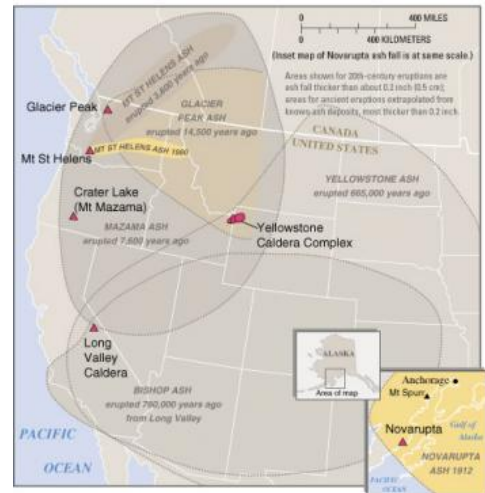 0 400 MILES
0 400 KILOMETERS
(Inset map of Novarupta ash fall is at same scale.)
Areas shown for 20th-century eruptions are
ash fall thicker than about 0.2 inch (0.5 cm);
areas for ancient eruptions extrapolated from
known ash deposits, most thicker than 0.2 inch.
MT ST HELENS ASH
erupted 3,600 years ago
Glacier Peak
GLACIER
PEAK ASH
erupted 14,500 years ago
CANADA
UNITED STATES
MT ST HELENS ASH 1980
Mt St Helens
YELLOWSTONE ASH
erupted 665,000 years ago
Crater Lake
(Mt Mazama)
MAZAMA ASH
erupted 7,600 years ago
Yellowstone
Caldera Complex
Long
Valley
Caldera
ALASKA
Area of map
BISHOP ASH
erupted 760,000 years ago
from Long Valley
Anchorage
Mt Spurr
Gulf of
Alaska
Novarupta
NOVARUPTA
ASH 1912
PACIFIC
OCEAN
PACIFIC
OCEAN